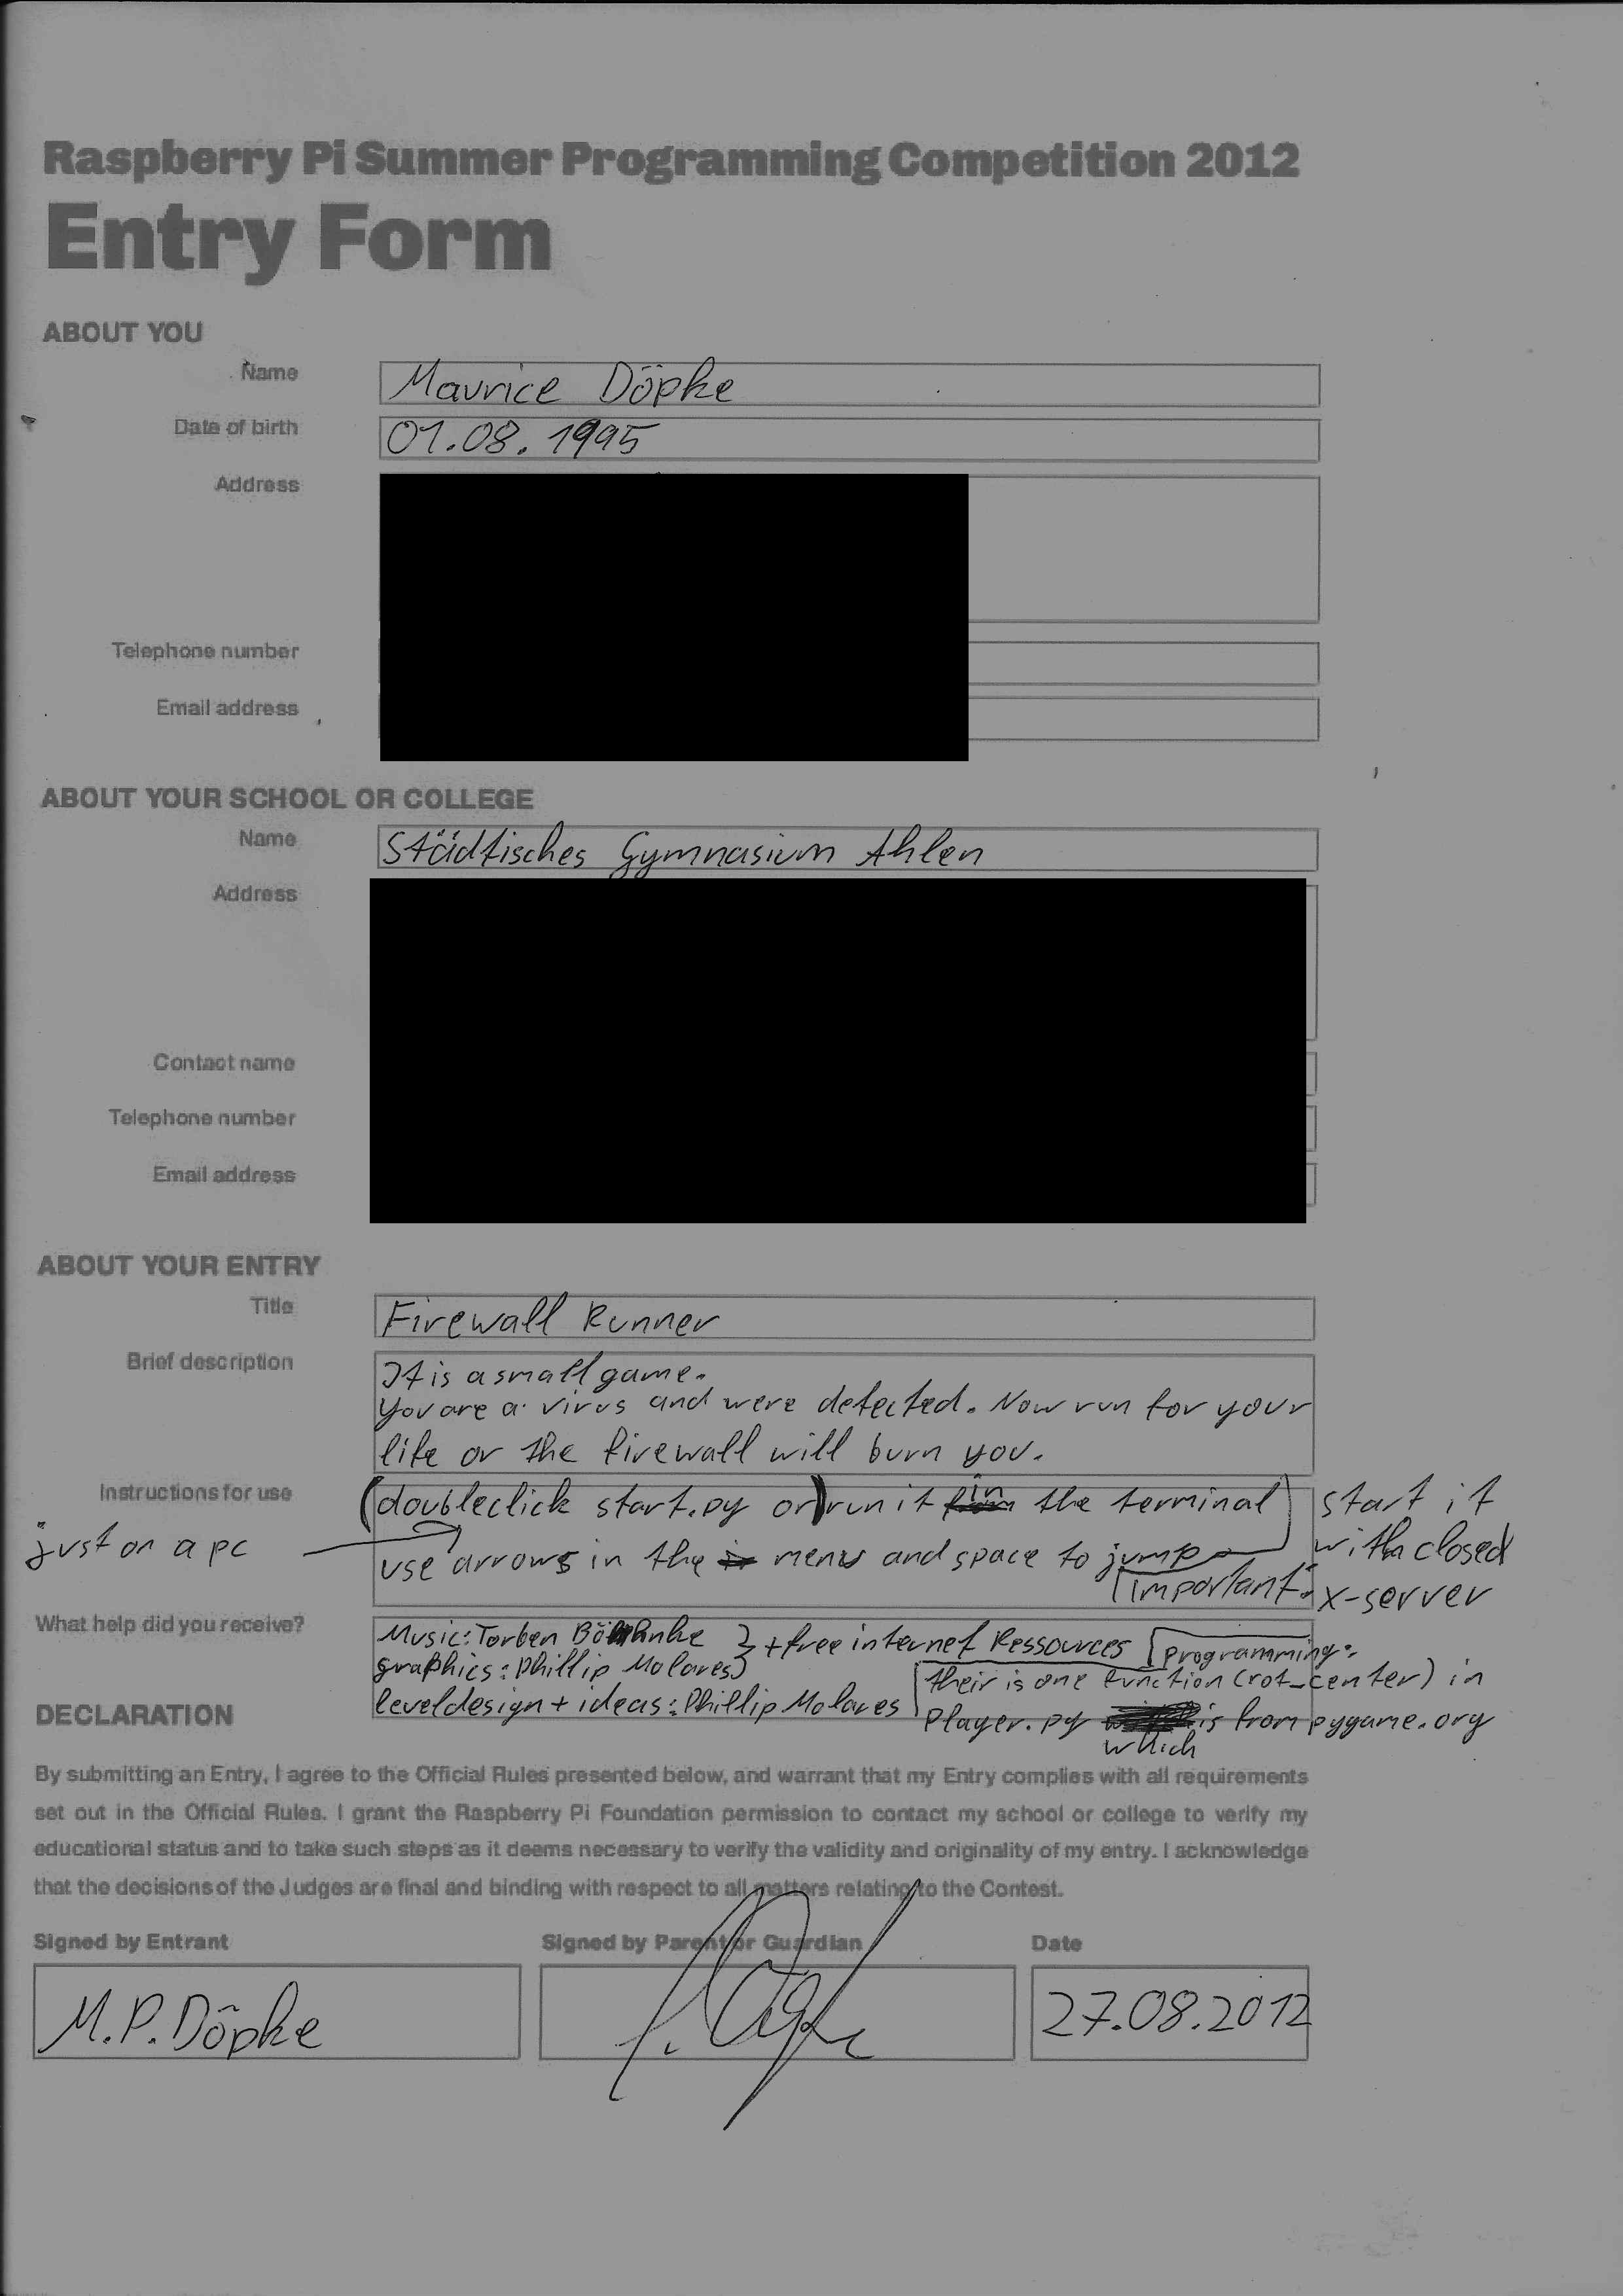 Raspberry Pi Summer Programming Competition 2012
Entry Form
ABOUT YOU
Name Maurice Döpke
Date of birth 01.08.1995
Address
Telephone number
Email address
ABOUT YOUR SCHOOL OR COLLEGE
Name Städtisches Gymnasium Ahlen
Address
Contact name
Telephone number
Email address
ABOUT YOUR ENTRY
Title Firewall Runner
Brief description It is a small game.
You are a virus and were detected. Now run for your
life or the firewall will burn you.
Instructions for use (doubleclick start.py or) run it in the terminal
just on a pc
use arrows in the menu and space to jump
important: start it
with closed
x-server
What help did you receive? Music: Torben Böhnke } + free internet Ressources
graphics: Phillip Molares }
leveldesign + ideas: Phillip Molares
Programming:
their is one function (rot_center) in
Player.py which is from pygame.org
DECLARATION
By submitting an Entry, I agree to the Official Rules presented below, and warrant that my Entry complies with all requirements
set out in the Official Rules. I grant the Raspberry Pi Foundation permission to contact my school or college to verify my
educational status and to take such steps as it deems necessary to verify the validity and originality of my entry. I acknowledge
that the decisions of the Judges are final and binding with respect to all matters relating to the Contest.
Signed by Entrant Signed by Parent or Guardian Date
M.P.Döpke 27.08.2012